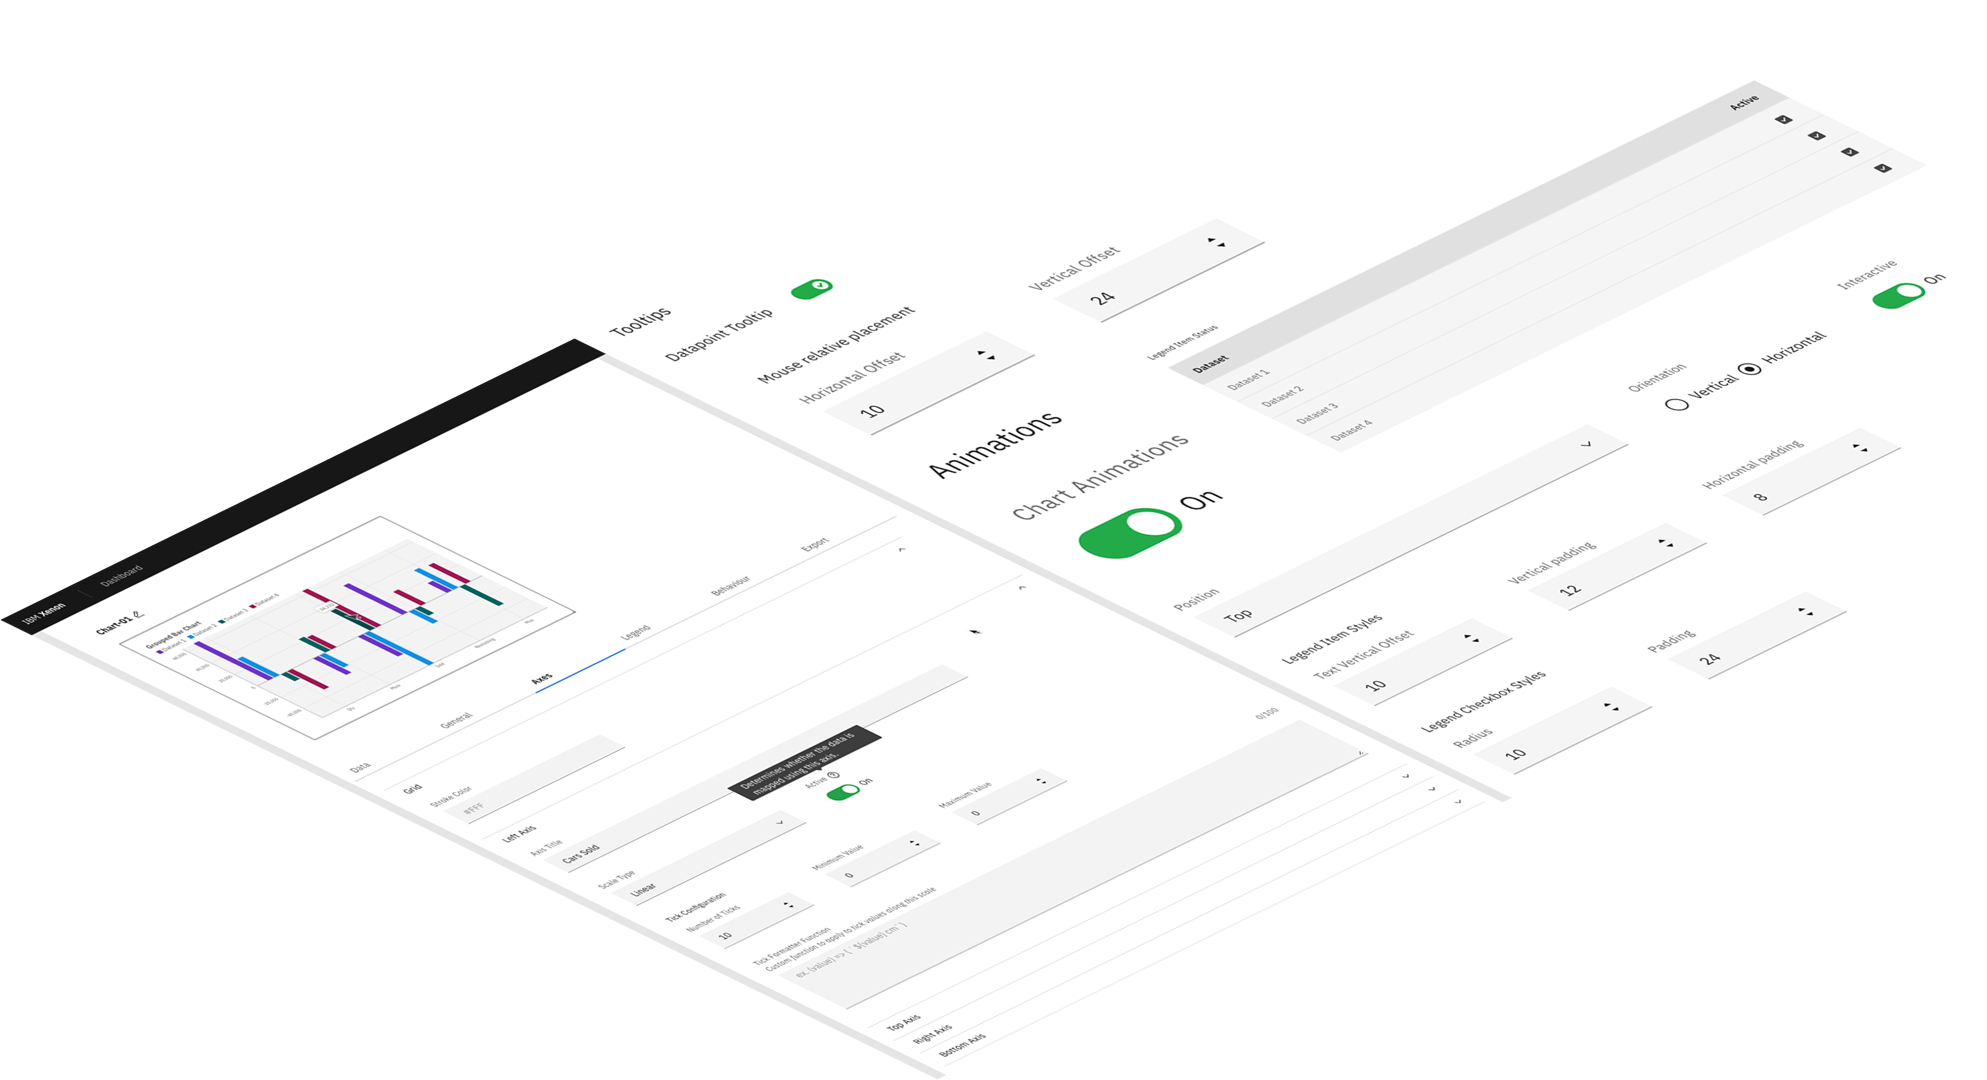 IBM Xenon
Dashboard
Chart-01
Grouped Bar Chart
Dataset 1
Dataset 2
Dataset 3
Dataset 4
Data
General
Axes
Legend
Behaviour
Export
Grid
Stroke Color
#FFF
Left Axis
Axis Title
Cars Sold
Scale Type
Linear
Determines whether the data is
mapped using this axis.
Active
On
Tick Configuration
Number of Ticks
10
Minimum Value
0
Maximum Value
0
Tick Formatter Function
Custom function to apply to tick values along this scale
0/100
ex. (value) => { `${value} cm` }
Top Axis
Right Axis
Bottom Axis
Tooltips
Datapoint Tooltip
Mouse relative placement
Horizontal Offset
10
Vertical Offset
24
Animations
Chart Animations
On
Legend Item Status
Dataset
Active
Dataset 1
Dataset 2
Dataset 3
Dataset 4
Position
Top
Orientation
Vertical
Horizontal
Interactive
On
Legend Item Styles
Text Vertical Offset
10
Vertical padding
12
Horizontal padding
8
Legend Checkbox Styles
Radius
10
Padding
24